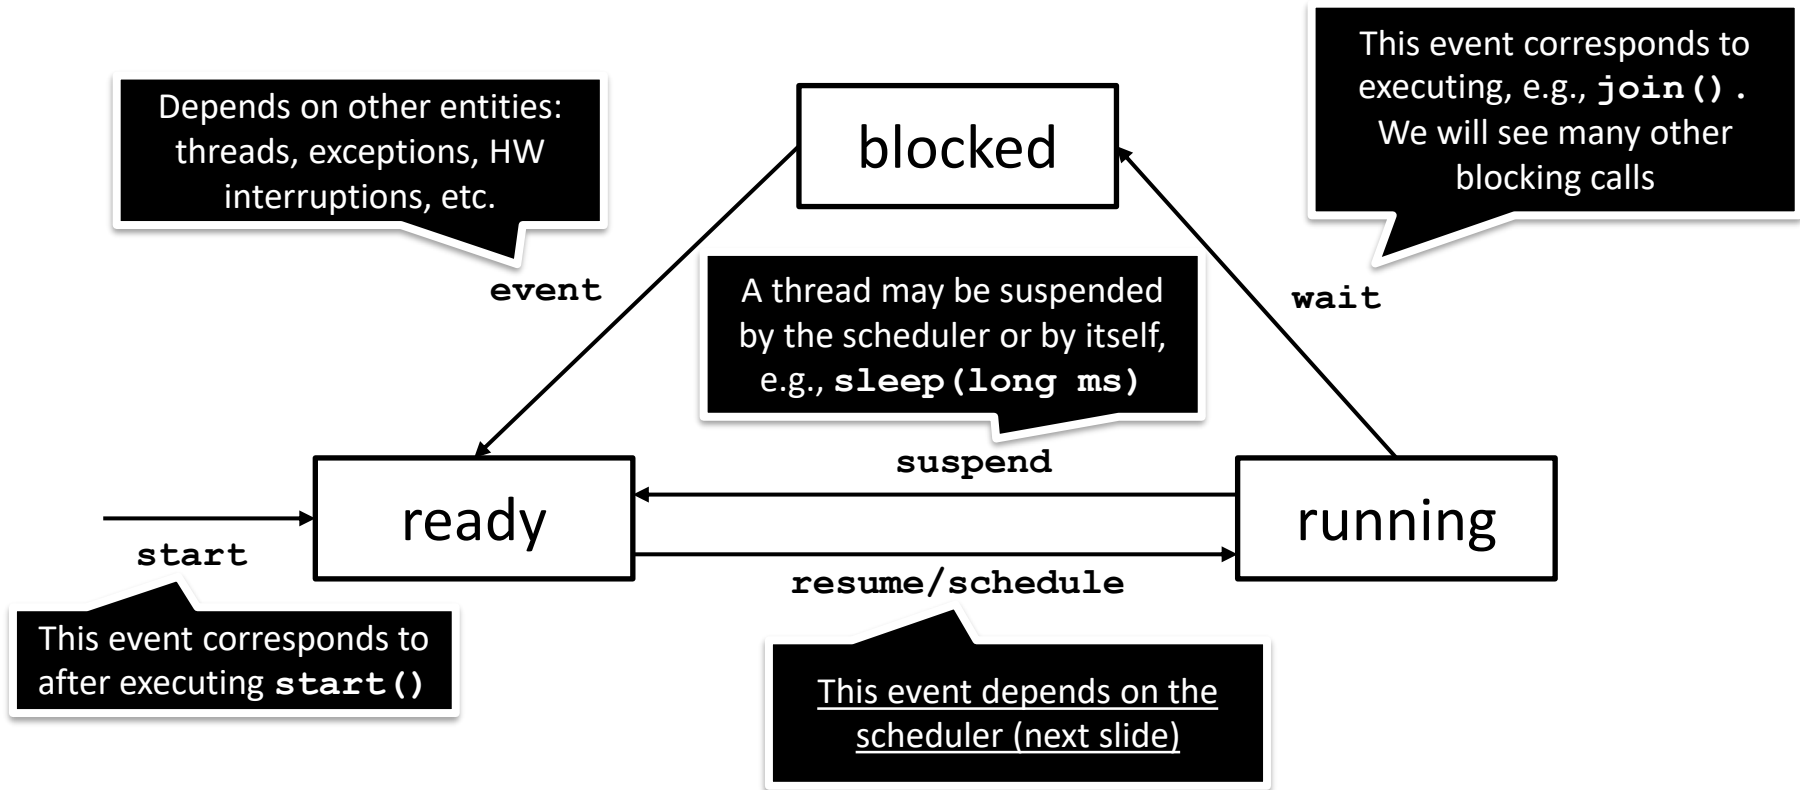 This event corresponds to
executing, e.g., join().
We will see many other
blocking calls
Depends on other entities:
threads, exceptions, HW
interruptions, etc.
blocked
event
A thread may be suspended
by the scheduler or by itself,
e.g., sleep(long ms)
wait
suspend
ready
running
start
resume/schedule
This event corresponds to
after executing start()
This event depends on the
scheduler (next slide)